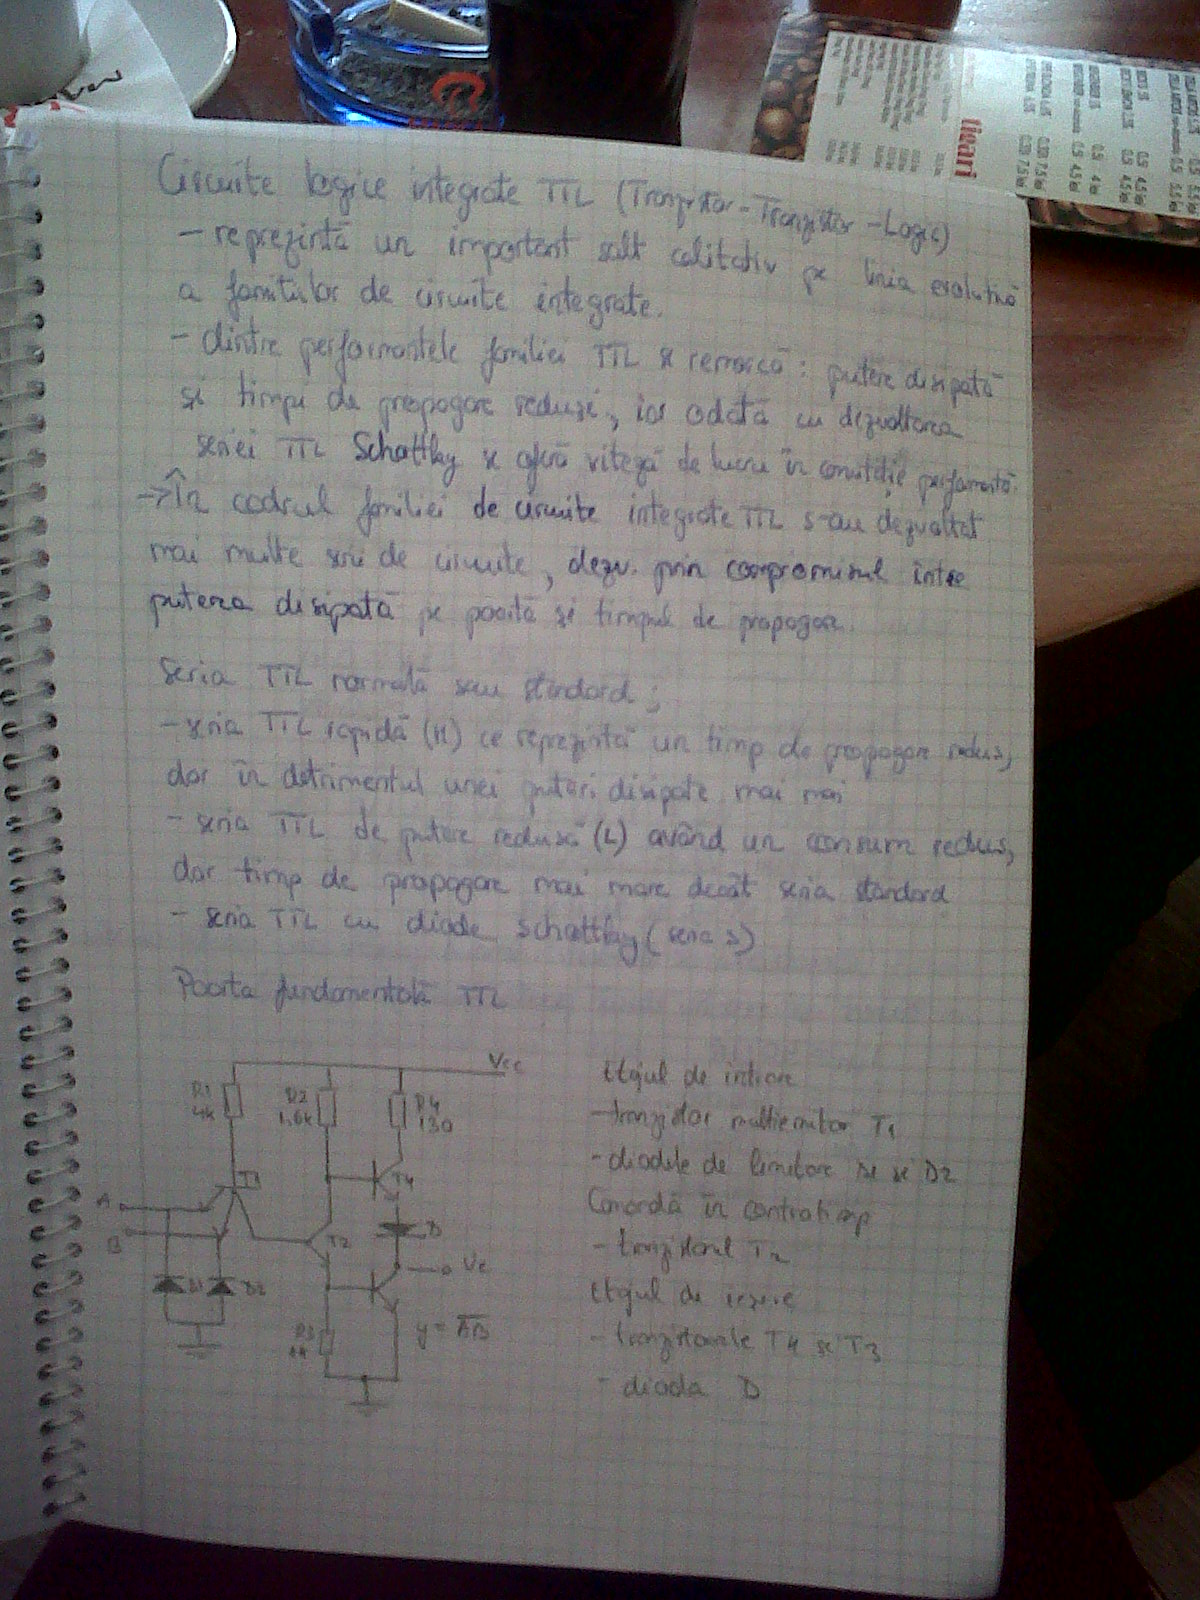 Circuite logice integrate TTL (Tranzistor-Tranzistor-Logic)
- reprezintă un important salt calitativ pe linia evolutivă
a familiilor de circuite integrate.
- dintre performantele familiei TTL se remarcă: putere disipată
și timpi de propagare reduși, iar odată cu dezvoltarea
seriei TTL Schottky se oferă viteză de lucru în condiții performantă.
→ În cadrul familiei de circuite integrate TTL s-au dezvoltat
mai multe serii de circuite, dezv. prin compromisul între
puterea disipată pe poartă și timpul de propagare.
Seria TTL normală sau standard;
- seria TTL rapidă (H) ce reprezintă un timp de propagare redus,
dar în detrimentul unei puteri disipate mai mari
- seria TTL de putere redusă (L) având un consum redus,
dar timp de propagare mai mare decât seria standard
- seria TTL cu diode Schottky (seria S)
Poarta fundamentală TTL
Vcc
R1
4k
R2
1.6k
R4
130
T1
T4
A
B
D
T2
D1
D2
R3
y = A̅B̅
Etajul de intrare
- tranzistor multiemitor T1
- diodele de limitare D1 și D2
Comandă în contratimp
- tranzistorul T2
Etajul de ieșire
- tranzistoarele T4 și T3
- dioda D
țigări